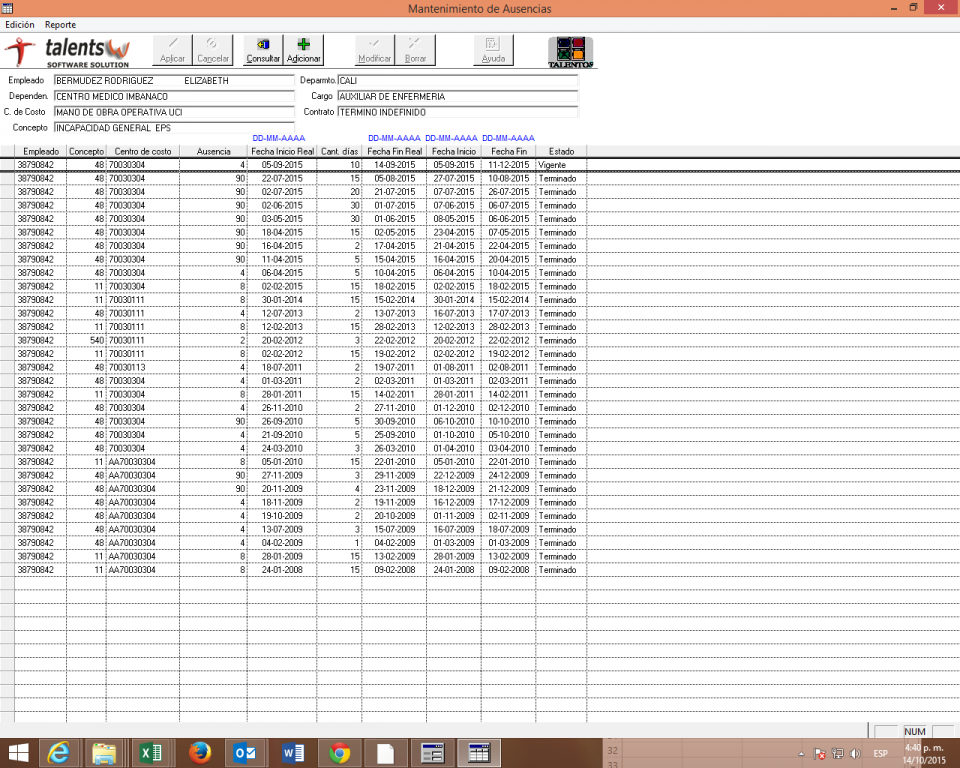 Mantenimiento de Ausencias
Edición Reporte
talents SW
SOFTWARE SOLUTION
Aplicar Cancelar Consultar Adicionar Modificar Borrar Ayuda TALENTOS
Empleado BERMUDEZ RODRIGUEZ ELIZABETH Deparmto. CALI
Dependen. CENTRO MEDICO IMBANACO Cargo AUXILIAR DE ENFERMERIA
C. de Costo MANO DE OBRA OPERATIVA UCI Contrato TERMINO INDEFINIDO
Concepto INCAPACIDAD GENERAL EPS
DD-MM-AAAA DD-MM-AAAA DD-MM-AAAA DD-MM-AAAA
Empleado Concepto Centro de costo Ausencia Fecha Inicio Real Cant. días Fecha Fin Real Fecha Inicio Fecha Fin Estado
38790842 48 70030304 4 05-09-2015 10 14-09-2015 05-09-2015 11-12-2015 Vigente
38790842 48 70030304 90 22-07-2015 15 05-08-2015 27-07-2015 10-08-2015 Terminado
38790842 48 70030304 90 02-07-2015 20 21-07-2015 07-07-2015 26-07-2015 Terminado
38790842 48 70030304 90 02-06-2015 30 01-07-2015 07-06-2015 06-07-2015 Terminado
38790842 48 70030304 90 03-05-2015 30 01-06-2015 08-05-2015 06-06-2015 Terminado
38790842 48 70030304 90 18-04-2015 15 02-05-2015 23-04-2015 07-05-2015 Terminado
38790842 48 70030304 90 16-04-2015 2 17-04-2015 21-04-2015 22-04-2015 Terminado
38790842 48 70030304 90 11-04-2015 5 15-04-2015 16-04-2015 20-04-2015 Terminado
38790842 48 70030304 4 06-04-2015 5 10-04-2015 06-04-2015 10-04-2015 Terminado
38790842 11 70030304 8 02-02-2015 15 18-02-2015 02-02-2015 18-02-2015 Terminado
38790842 11 70030111 8 30-01-2014 15 15-02-2014 30-01-2014 15-02-2014 Terminado
38790842 48 70030111 4 12-07-2013 2 13-07-2013 16-07-2013 17-07-2013 Terminado
38790842 11 70030111 8 12-02-2013 15 28-02-2013 12-02-2013 28-02-2013 Terminado
38790842 540 70030111 2 20-02-2012 3 22-02-2012 20-02-2012 22-02-2012 Terminado
38790842 11 70030111 8 02-02-2012 15 19-02-2012 02-02-2012 19-02-2012 Terminado
38790842 48 70030113 4 18-07-2011 2 19-07-2011 01-08-2011 02-08-2011 Terminado
38790842 48 70030304 4 01-03-2011 2 02-03-2011 01-03-2011 02-03-2011 Terminado
38790842 11 70030304 8 28-01-2011 15 14-02-2011 28-01-2011 14-02-2011 Terminado
38790842 48 70030304 4 26-11-2010 2 27-11-2010 01-12-2010 02-12-2010 Terminado
38790842 48 70030304 90 26-09-2010 5 30-09-2010 06-10-2010 10-10-2010 Terminado
38790842 48 70030304 4 21-09-2010 5 25-09-2010 01-10-2010 05-10-2010 Terminado
38790842 48 70030304 4 24-03-2010 3 26-03-2010 01-04-2010 03-04-2010 Terminado
38790842 11 AA70030304 8 05-01-2010 15 22-01-2010 05-01-2010 22-01-2010 Terminado
38790842 48 AA70030304 90 27-11-2009 3 29-11-2009 22-12-2009 24-12-2009 Terminado
38790842 48 AA70030304 90 20-11-2009 4 23-11-2009 18-12-2009 21-12-2009 Terminado
38790842 48 AA70030304 4 18-11-2009 2 19-11-2009 16-12-2009 17-12-2009 Terminado
38790842 48 AA70030304 4 19-10-2009 2 20-10-2009 01-11-2009 02-11-2009 Terminado
38790842 48 AA70030304 4 13-07-2009 3 15-07-2009 16-07-2009 18-07-2009 Terminado
38790842 48 AA70030304 4 04-02-2009 1 04-02-2009 01-03-2009 01-03-2009 Terminado
38790842 11 AA70030304 8 28-01-2009 15 13-02-2009 28-01-2009 13-02-2009 Terminado
38790842 11 AA70030304 8 24-01-2008 15 09-02-2008 24-01-2008 09-02-2008 Terminado
NUM
32
33
ESP
4:40 p. m.
14/10/2015